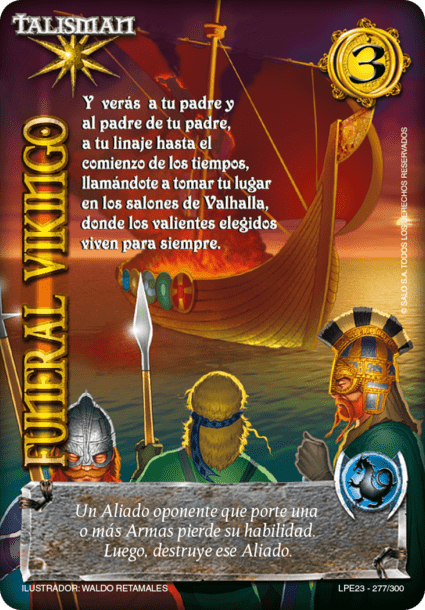 TALISMAN
3
Y verás a tu padre y
al padre de tu padre,
a tu linaje hasta el
comienzo de los tiempos,
llamándote a tomar tu lugar
en los salones de Valhalla,
donde los valientes elegidos
viven para siempre.
FUNERAL VIKINGO
© SALO S.A. TODOS LOS DERECHOS RESERVADOS
Un Aliado oponente que porte una
o más Armas pierde su habilidad.
Luego, destruye ese Aliado.
ILUSTRADOR: WALDO RETAMALES
LPE23 - 277/300